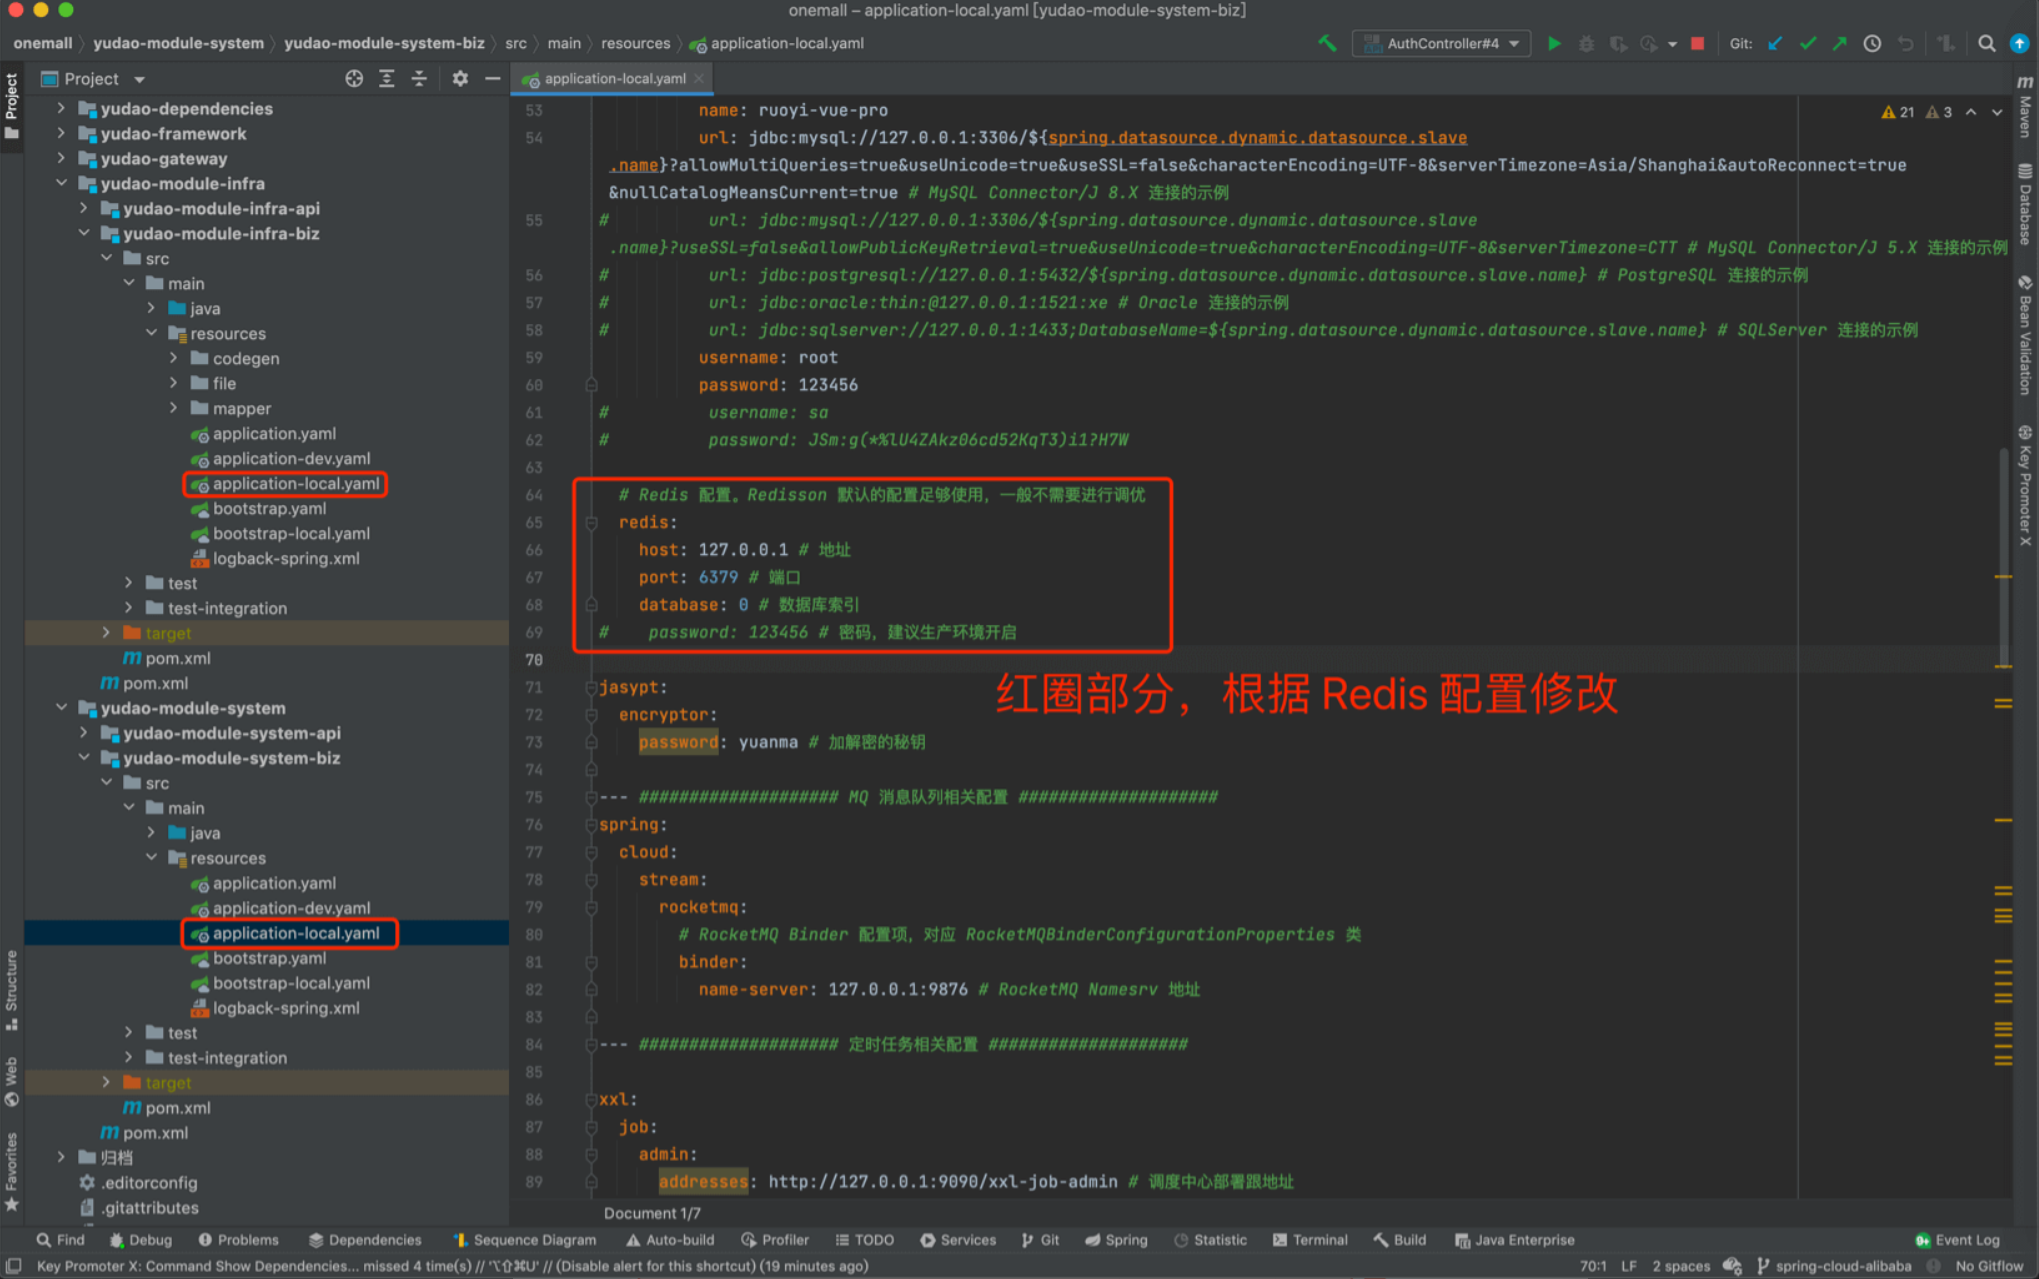 onemall – application-local.yaml [yudao-module-system-biz]
onemall yudao-module-system yudao-module-system-biz src main resources application-local.yaml
AuthController#4 Git:
Project
application-local.yaml
yudao-dependencies
yudao-framework
yudao-gateway
yudao-module-infra
yudao-module-infra-api
yudao-module-infra-biz
src
main
java
resources
codegen
file
mapper
application.yaml
application-dev.yaml
application-local.yaml
bootstrap.yaml
bootstrap-local.yaml
logback-spring.xml
test
test-integration
target
pom.xml
pom.xml
yudao-module-system
yudao-module-system-api
yudao-module-system-biz
src
main
java
resources
application.yaml
application-dev.yaml
application-local.yaml
bootstrap.yaml
bootstrap-local.yaml
logback-spring.xml
test
test-integration
target
pom.xml
pom.xml
归档
.editorconfig
.gitattributes
Project
Structure
Web
Favorites
21 3
53 name: ruoyi-vue-pro
54 url: jdbc:mysql://127.0.0.1:3306/${spring.datasource.dynamic.datasource.slave
.name}?allowMultiQueries=true&useUnicode=true&useSSL=false&characterEncoding=UTF-8&serverTimezone=Asia/Shanghai&autoReconnect=true
&nullCatalogMeansCurrent=true # MySQL Connector/J 8.X 连接的示例
55 # url: jdbc:mysql://127.0.0.1:3306/${spring.datasource.dynamic.datasource.slave
.name}?useSSL=false&allowPublicKeyRetrieval=true&useUnicode=true&characterEncoding=UTF-8&serverTimezone=CTT # MySQL Connector/J 5.X 连接的示例
56 # url: jdbc:postgresql://127.0.0.1:5432/${spring.datasource.dynamic.datasource.slave.name} # PostgreSQL 连接的示例
57 # url: jdbc:oracle:thin:@127.0.0.1:1521:xe # Oracle 连接的示例
58 # url: jdbc:sqlserver://127.0.0.1:1433;DatabaseName=${spring.datasource.dynamic.datasource.slave.name} # SQLServer 连接的示例
59 username: root
60 password: 123456
61 # username: sa
62 # password: JSm:g(*%lU4ZAkz06cd52KqT3)i1?H7W
63
64 # Redis 配置。Redisson 默认的配置足够使用，一般不需要进行调优
65 redis:
66 host: 127.0.0.1 # 地址
67 port: 6379 # 端口
68 database: 0 # 数据库索引
69 # password: 123456 # 密码，建议生产环境开启
70
71 jasypt:
红圈部分，根据 Redis 配置修改
72 encryptor:
73 password: yuanma # 加解密的秘钥
74
75 --- #################### MQ 消息队列相关配置 ####################
76 spring:
77 cloud:
78 stream:
79 rocketmq:
80 # RocketMQ Binder 配置项，对应 RocketMQBinderConfigurationProperties 类
81 binder:
82 name-server: 127.0.0.1:9876 # RocketMQ Namesrv 地址
83
84 --- #################### 定时任务相关配置 ####################
85
86 xxl:
87 job:
88 admin:
89 addresses: http://127.0.0.1:9090/xxl-job-admin # 调度中心部署跟地址
Document 1/7
Maven
Database
Bean Validation
Key Promoter X
Find Debug Problems Dependencies Sequence Diagram Auto-build Profiler TODO Services Git Spring Statistic Terminal Build Java Enterprise Event Log
Key Promoter X: Command Show Dependencies... missed 4 time(s) // '⌥⇧⌘U' // (Disable alert for this shortcut) (19 minutes ago) 70:1 LF 2 spaces spring-cloud-alibaba No Gitflow